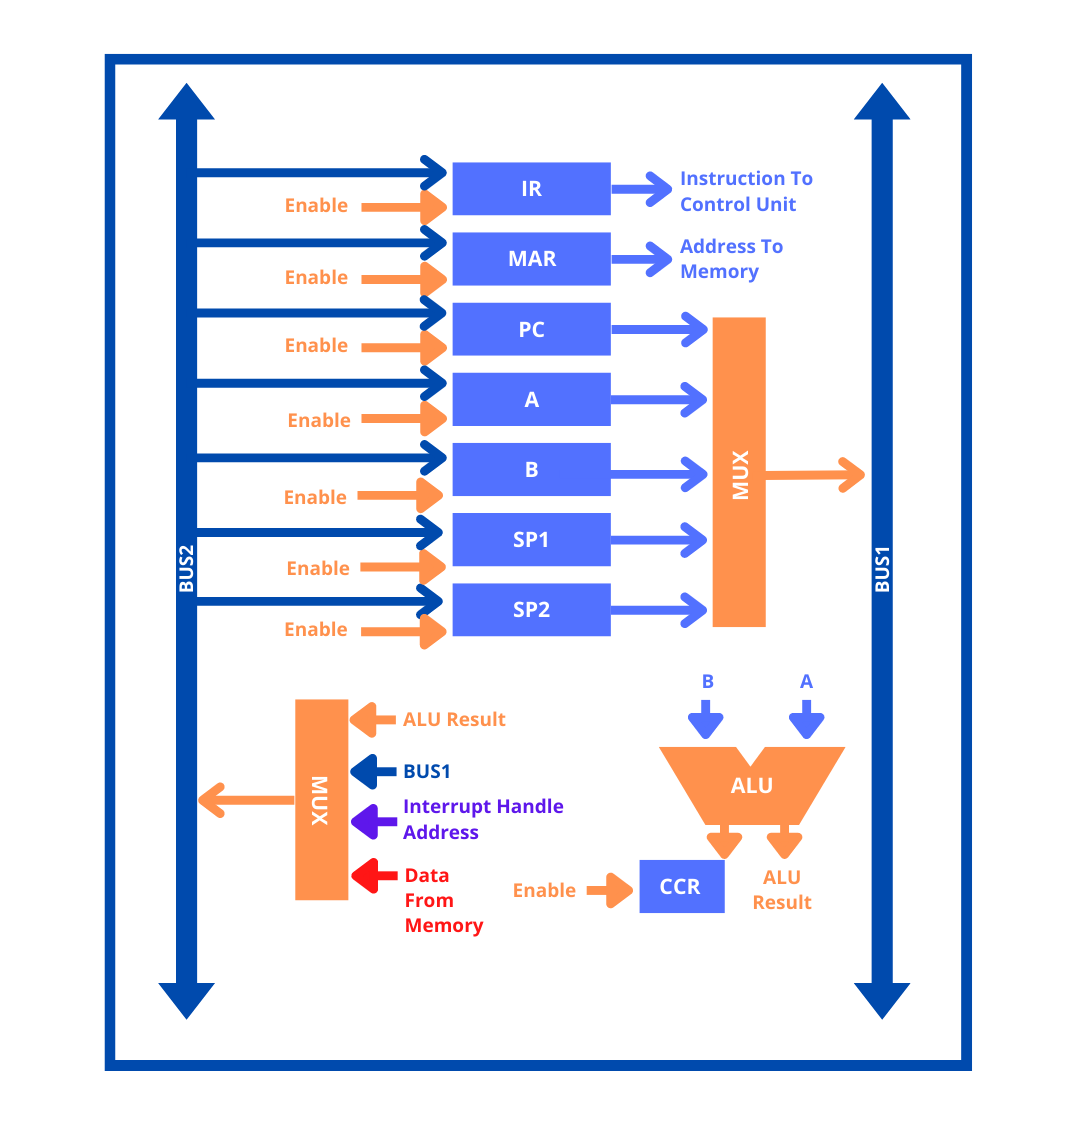 IR
Instruction To
Control Unit
Enable
MAR
Address To
Memory
Enable
PC
Enable
A
Enable
B
MUX
Enable
SP1
Enable
SP2
Enable
BUS2
BUS1
B
A
ALU Result
BUS1
Interrupt Handle
Address
MUX
Data
From
Memory
ALU
Enable
CCR
ALU
Result